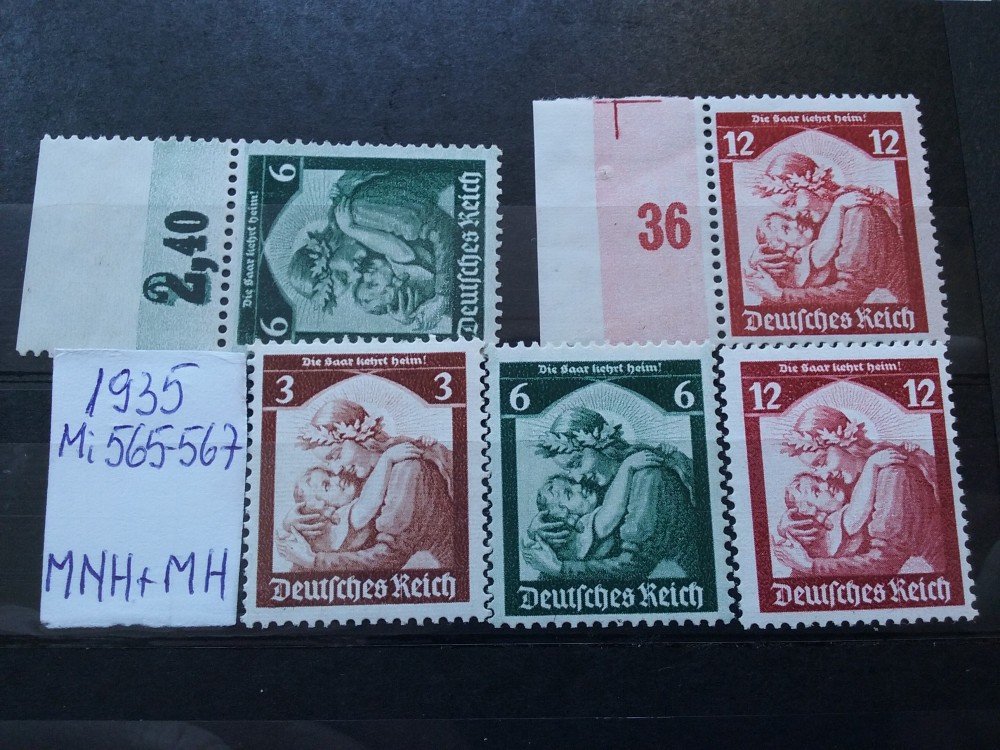 2,40
6 6
Die Saar kehrt heim!
Deutsches Reich
36
Die Saar kehrt heim!
12 12
Deutsches Reich
1935
Mi 565-567
MNH+MH
Die Saar kehrt heim!
3 3
Deutsches Reich
Die Saar kehrt heim!
6 6
Deutsches Reich
Die Saar kehrt heim!
12 12
Deutsches Reich